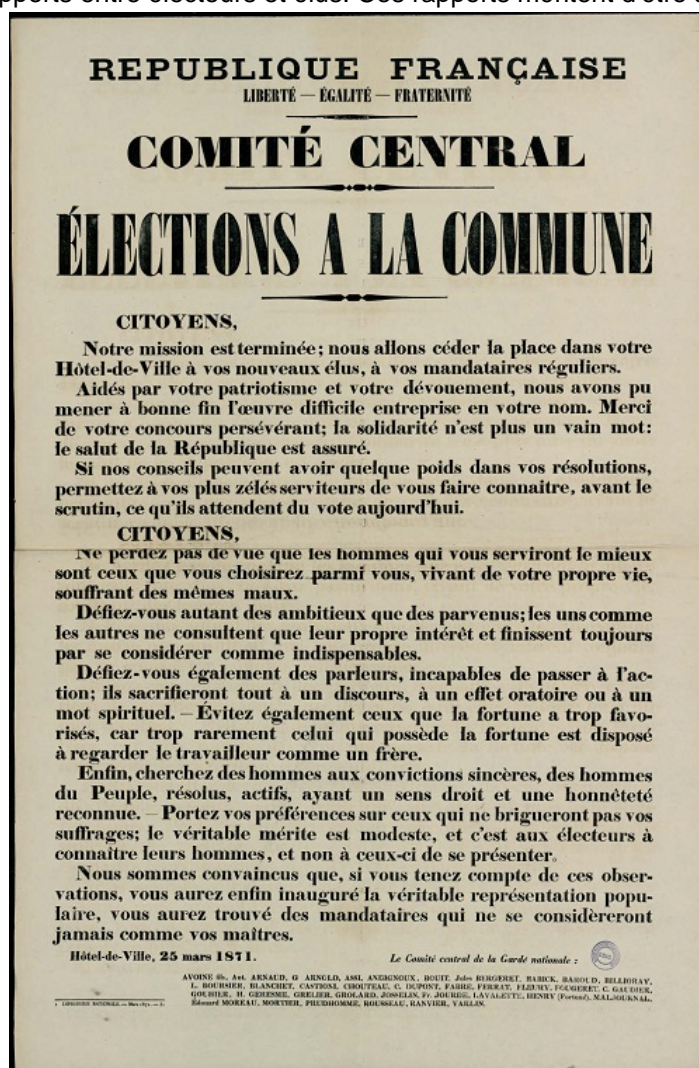 rapports entre électeurs et élus. Ces rapports méritent d'être
REPUBLIQUE FRANÇAISE
LIBERTÉ — ÉGALITÉ — FRATERNITÉ
COMITÉ CENTRAL
ÉLECTIONS A LA COMMUNE
CITOYENS,
Notre mission est terminée; nous allons céder la place dans votre
Hôtel-de-Ville à vos nouveaux élus, à vos mandataires réguliers.
Aidés par votre patriotisme et votre dévouement, nous avons pu
mener à bonne fin l'œuvre difficile entreprise en votre nom. Merci
de votre concours persévérant; la solidarité n'est plus un vain mot:
le salut de la République est assuré.
Si nos conseils peuvent avoir quelque poids dans vos résolutions,
permettez à vos plus zélés serviteurs de vous faire connaitre, avant le
scrutin, ce qu'ils attendent du vote aujourd'hui.
CITOYENS,
Ne perdez pas de vue que les hommes qui vous serviront le mieux
sont ceux que vous choisirez parmi vous, vivant de votre propre vie,
souffrant des mêmes maux.
Défiez-vous autant des ambitieux que des parvenus; les uns comme
les autres ne consultent que leur propre intérêt et finissent toujours
par se considérer comme indispensables.
Défiez-vous également des parleurs, incapables de passer à l'ac-
tion; ils sacrifieront tout à un discours, à un effet oratoire ou à un
mot spirituel. — Évitez également ceux que la fortune a trop favo-
risés, car trop rarement celui qui possède la fortune est disposé
à regarder le travailleur comme un frère.
Enfin, cherchez des hommes aux convictions sincères, des hommes
du Peuple, résolus, actifs, ayant un sens droit et une honnêteté
reconnue. — Portez vos préférences sur ceux qui ne brigueront pas vos
suffrages; le véritable mérite est modeste, et c'est aux électeurs à
connaître leurs hommes, et non à ceux-ci de se présenter.
Nous sommes convaincus que, si vous tenez compte de ces obser-
vations, vous aurez enfin inauguré la véritable représentation popu-
laire, vous aurez trouvé des mandataires qui ne se considèreront
jamais comme vos maîtres.
Hôtel-de-Ville, 25 mars 1871.
Le Comité central de la Garde nationale :
AVOINE fils, Ant. ARNAUD, G. ARNOLD, ASSI, ANDIGNOUX, BOUIT, Jules BERGERET, BABICK, BAROUD, BILLIORAY,
L. BOURSIER, BLANCHET, CASTIONI, CHOUTEAU, C. DUPONT, FABRE, FERRAT, FLEURY, FOUGERET, C. GAUDIER,
GOUHIER, H. GERESME, GRELIER, GROLARD, JOSSELIN, Fr. JOURDE, LAVALETTE, HENRY (Fortuné), MALJOURNAL,
Édouard MOREAU, MORTIER, PRUDHOMME, ROUSSEAU, RANVIER, VARLIN.
IMPRIMERIE NATIONALE. — Mars 1871.